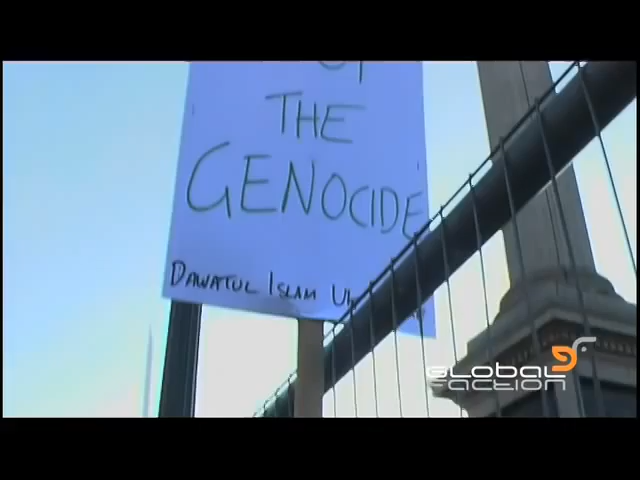 THE
GENOCIDE
DAWATUL ISLAM
GLOBAL
FACTION